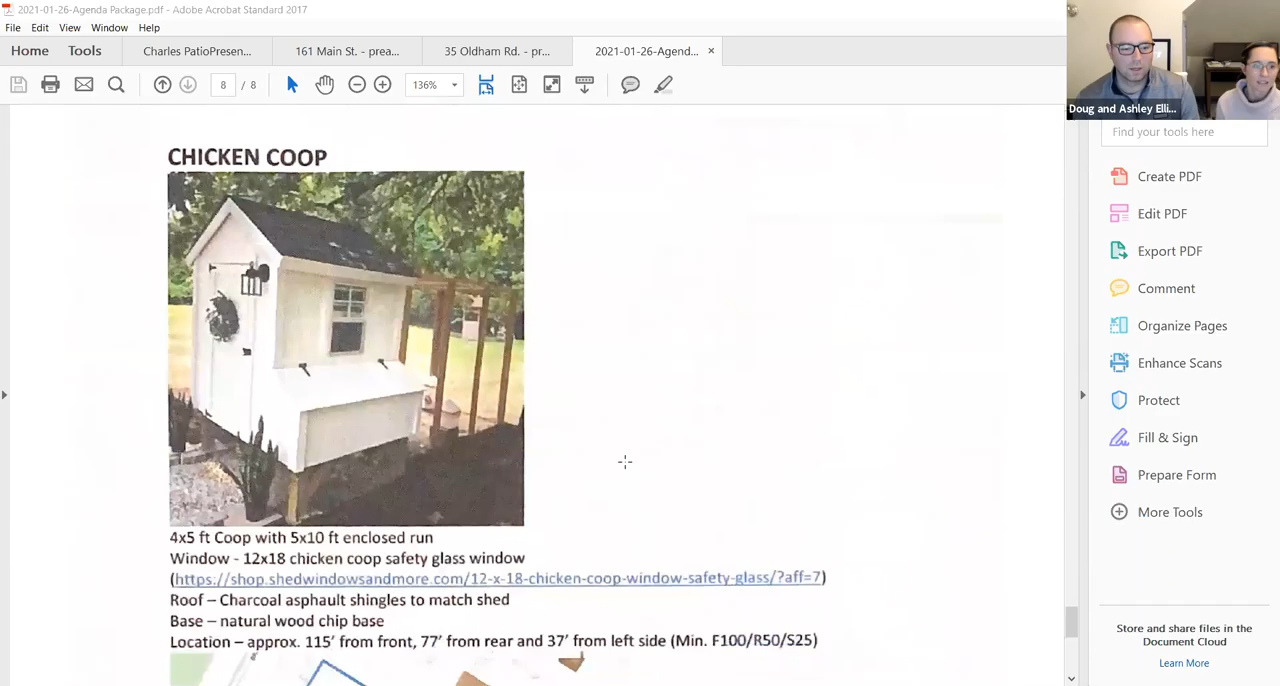 2021-01-26-Agenda Package.pdf - Adobe Acrobat Standard 2017
File Edit View Window Help
Home Tools Charles PatioPresen... 161 Main St. - prea... 35 Oldham Rd. - pr... 2021-01-26-Agend... ×
8 / 8 136%
Doug and Ashley Elli...
Find your tools here
Create PDF
Edit PDF
Export PDF
Comment
Organize Pages
Enhance Scans
Protect
Fill & Sign
Prepare Form
More Tools
Store and share files in the
Document Cloud
Learn More
CHICKEN COOP
4x5 ft Coop with 5x10 ft enclosed run
Window - 12x18 chicken coop safety glass window
(https://shop.shedwindowsandmore.com/12-x-18-chicken-coop-window-safety-glass/?aff=7)
Roof – Charcoal asphault shingles to match shed
Base – natural wood chip base
Location – approx. 115′ from front, 77′ from rear and 37′ from left side (Min. F100/R50/S25)